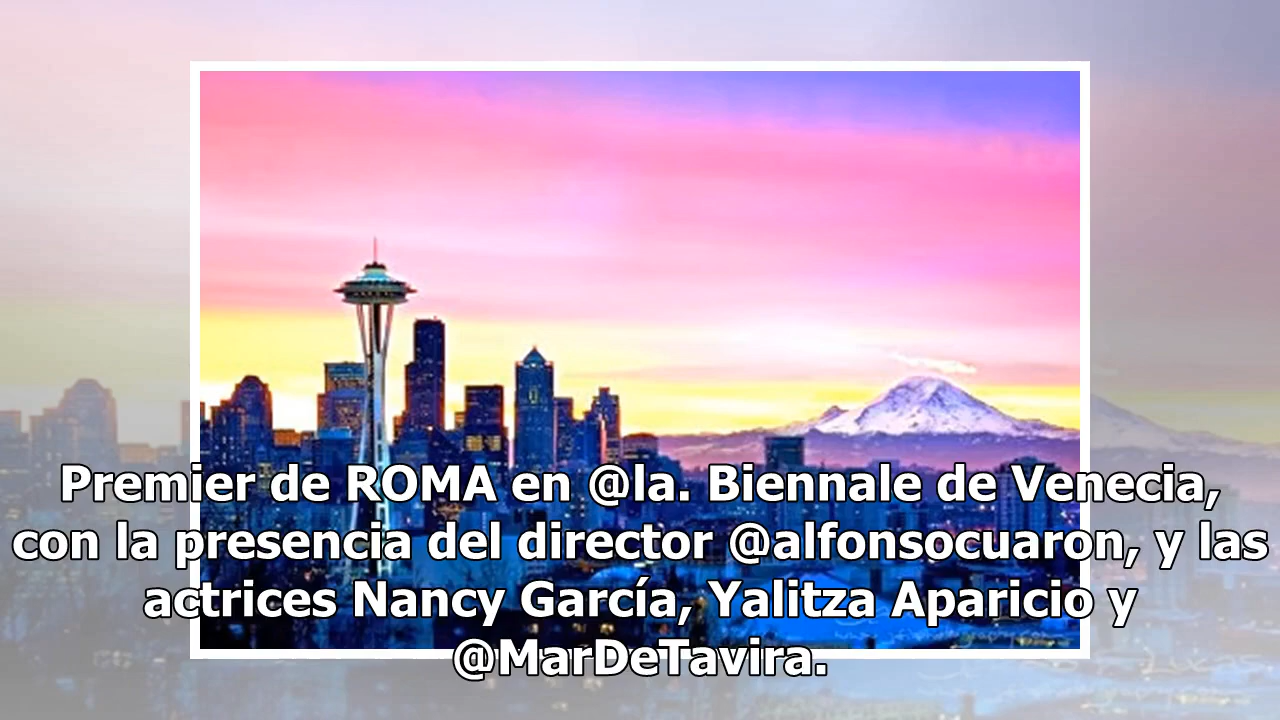 Premier de ROMA en @la. Biennale de Venecia,
con la presencia del director @alfonsocuaron, y las
actrices Nancy García, Yalitza Aparicio y
@MarDeTavira.